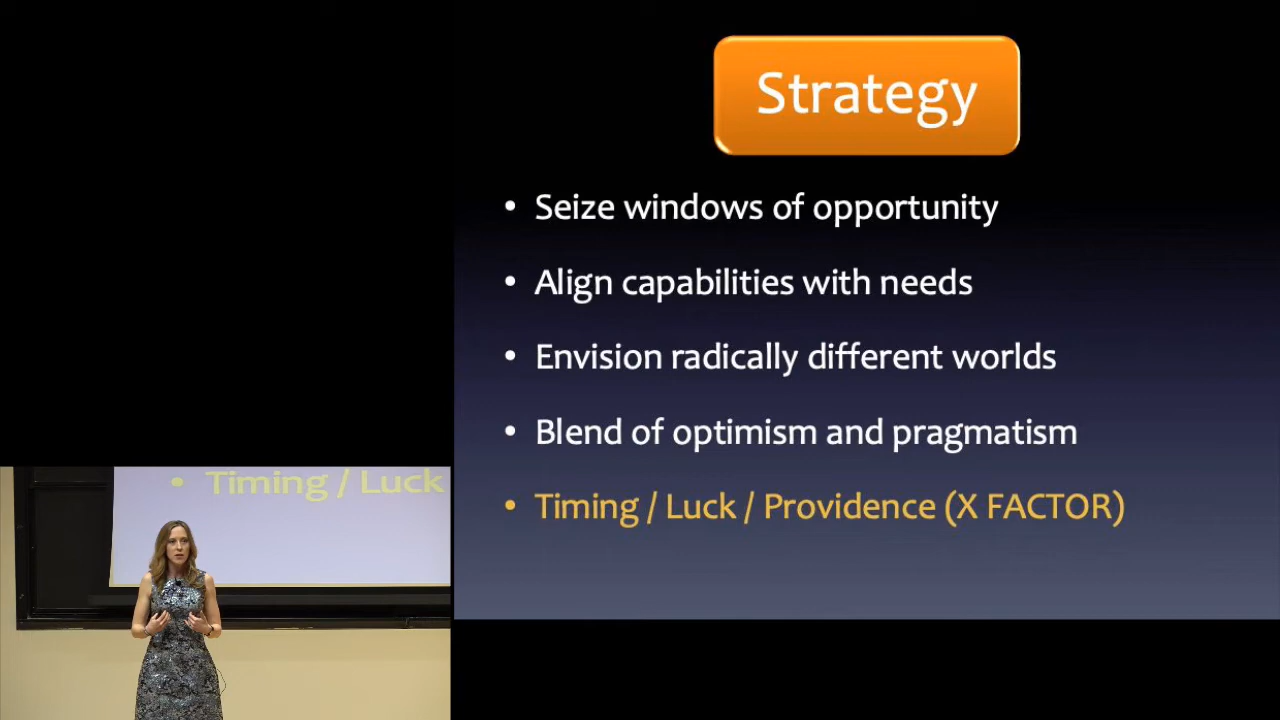 Strategy
• Seize windows of opportunity
• Align capabilities with needs
• Envision radically different worlds
• Blend of optimism and pragmatism
• Timing / Luck / Providence (X FACTOR)
• Timing / Luck